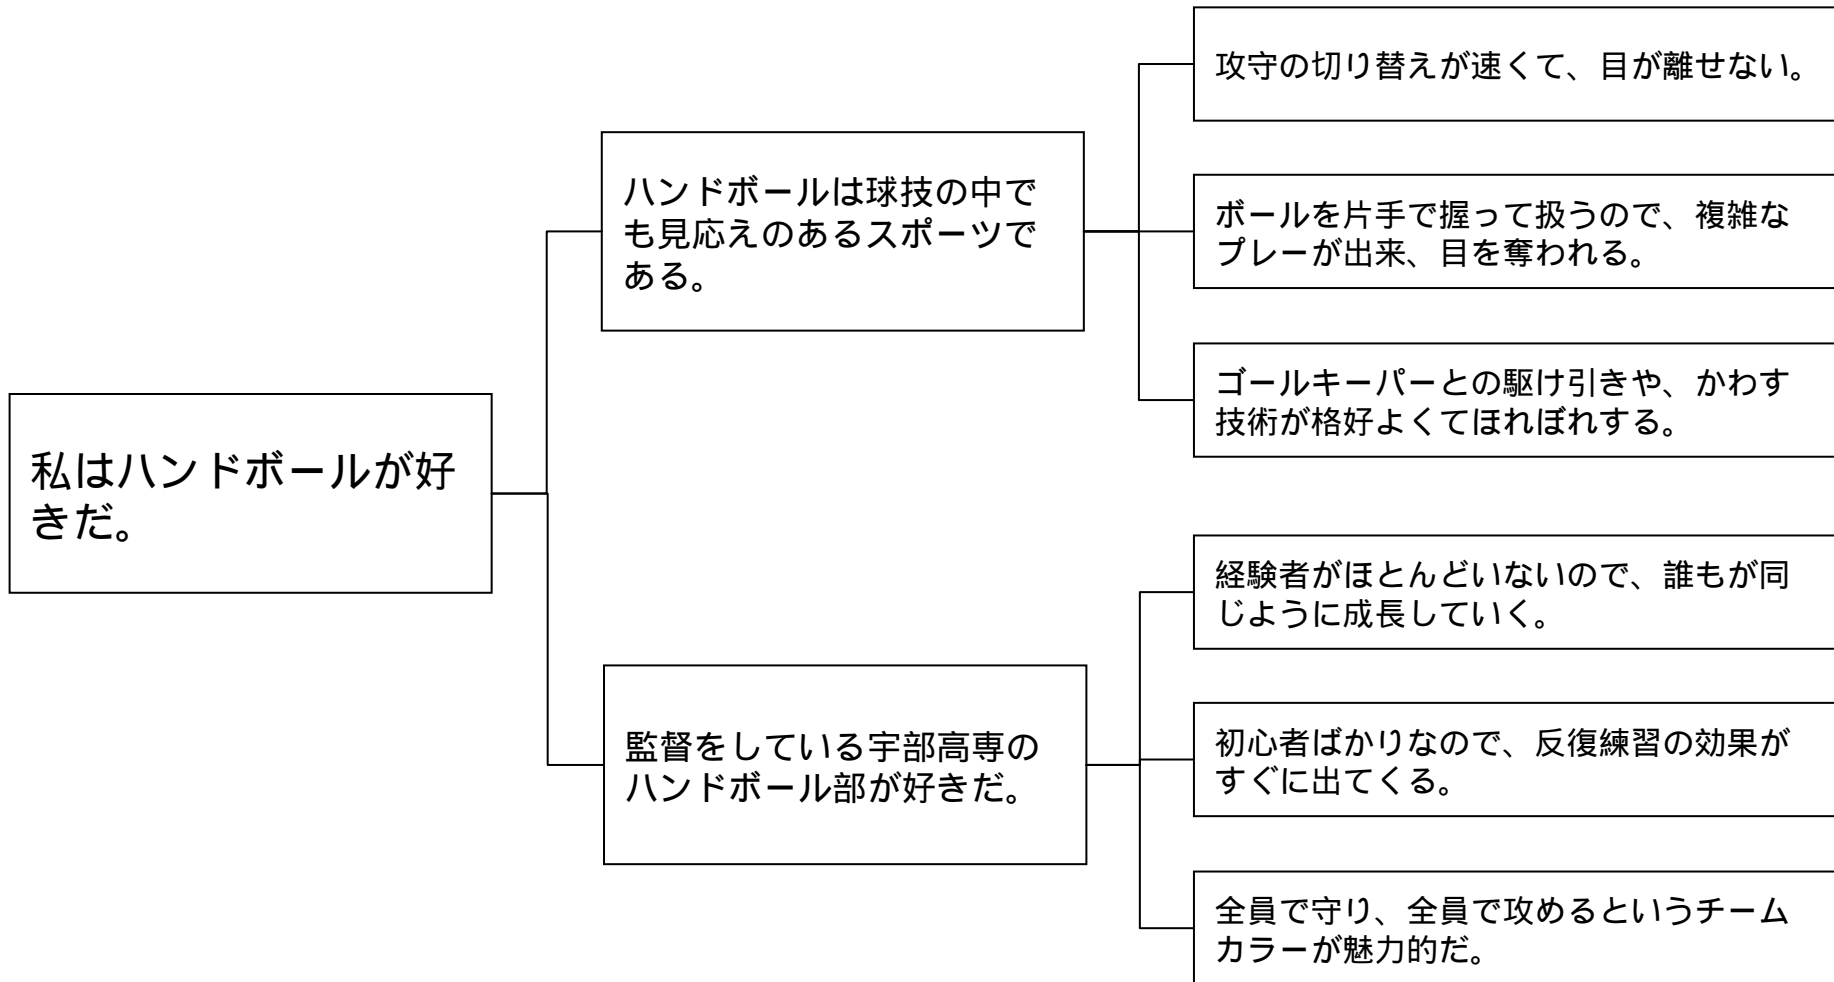 攻守の切り替えが速くて、目が離せない。
ハンドボールは球技の中で
も見応えのあるスポーツで
ある。
ボールを片手で握って扱うので、複雑な
プレーが出来、目を奪われる。
ゴールキーパーとの駆け引きや、かわす
技術が格好よくてほれぼれする。
私はハンドボールが好
きだ。
経験者がほとんどいないので、誰もが同
じように成長していく。
監督をしている宇部高専の
ハンドボール部が好きだ。
初心者ばかりなので、反復練習の効果が
すぐに出てくる。
全員で守り、全員で攻めるというチーム
カラーが魅力的だ。